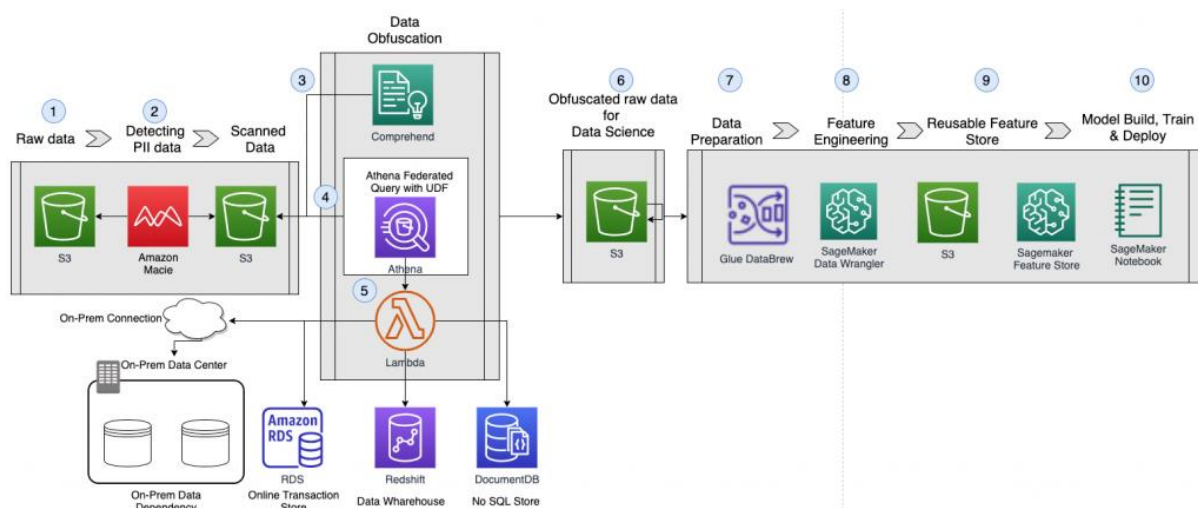 Data
Obfuscation
1
2
3
6
7
8
9
10
Raw data
Detecting
PII data
Scanned
Data
Obfuscated raw data
for
Data Science
Data
Preparation
Feature
Engineering
Reusable Feature
Store
Model Build, Train
& Deploy
Comprehend
4
Athena Federated
Query with UDF
S3
Amazon
Macie
S3
Athena
S3
Glue DataBrew
SageMaker
Data Wrangler
S3
Sagemaker
Feature Store
SageMaker
Notebook
5
On-Prem Connection
Lambda
On-Prem Data Center
Amazon
RDS
RDS
Redshift
DocumentDB
On-Prem Data
Dependency
Online Transaction
Store
Data Wharehouse
No SQL Store